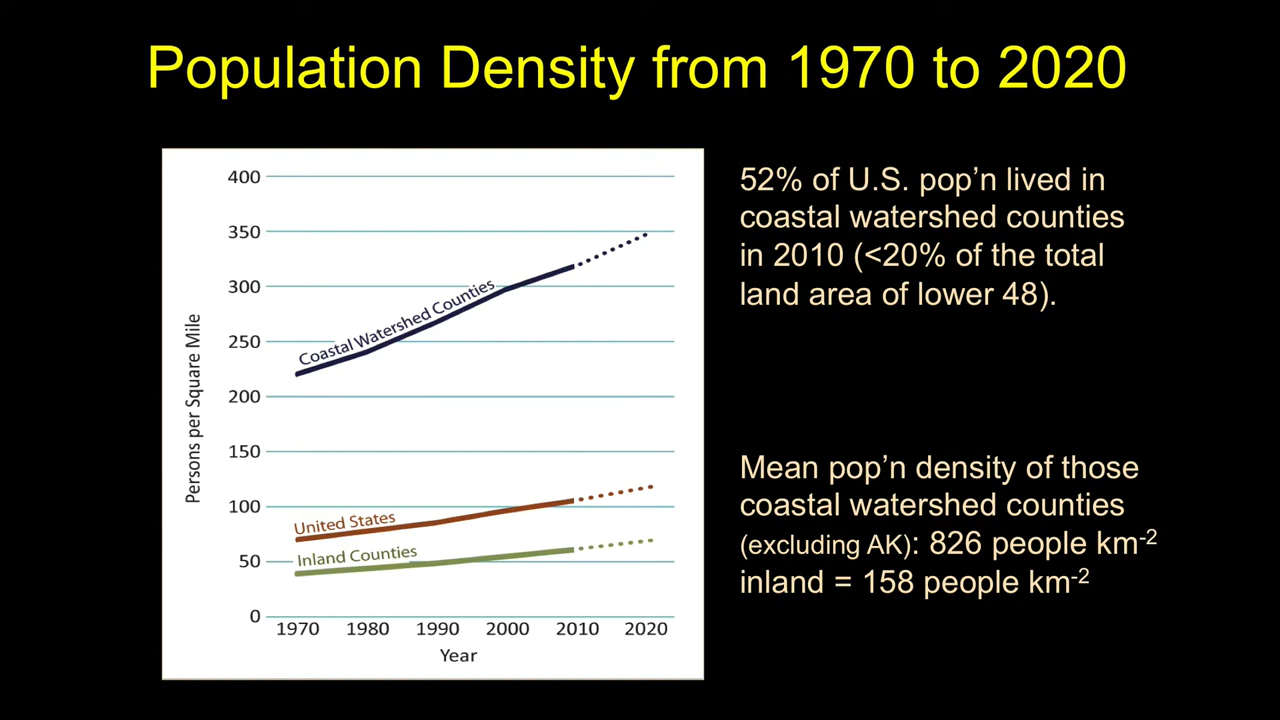 Population Density from 1970 to 2020
400
350
300
250
200
150
100
50
0
Persons per Square Mile
Coastal Watershed Counties
United States
Inland Counties
1970 1980 1990 2000 2010 2020
Year
52% of U.S. pop’n lived in
coastal watershed counties
in 2010 (<20% of the total
land area of lower 48).
Mean pop’n density of those
coastal watershed counties
(excluding AK): 826 people km-2
inland = 158 people km-2